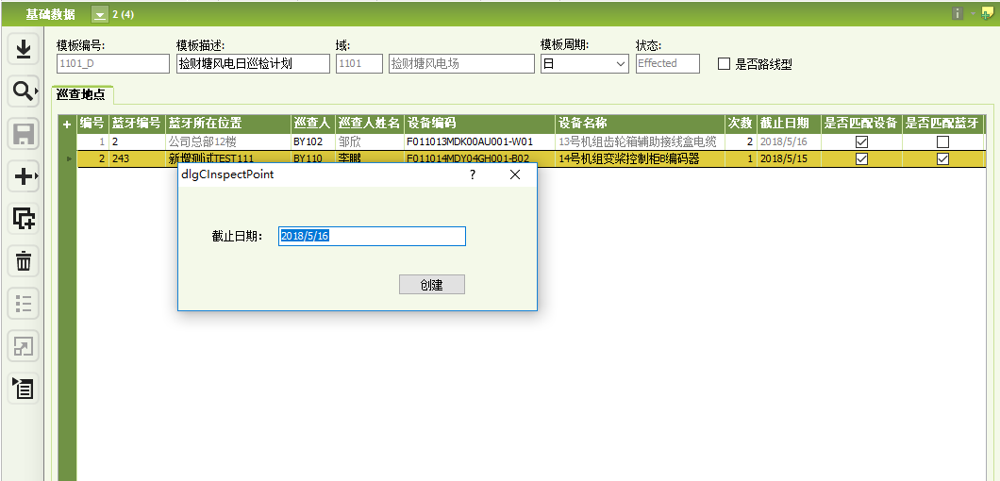 基础数据 2 (4)
模板编号: 模板描述: 域: 模板周期: 状态:
1101_D 捡财塘风电日巡检计划 1101 捡财塘风电场 日 Effected 是否路线型
巡查地点
+ 编号 蓝牙编号 蓝牙所在位置 巡查人 巡查人姓名 设备编码 设备名称 次数 截止日期 是否匹配设备 是否匹配蓝牙
1 2 公司总部12楼 BY102 邹欣 F011013MDK00AU001-W01 13号机组齿轮箱辅助接线盒电缆 2 2018/5/16
2 243 新增测试TEST111 BY110 李鹏 F011014MDY04GH001-B02 14号机组变桨控制柜B编码器 1 2018/5/15
dlgCInspectPoint ?
截止日期: 2018/5/16
创建